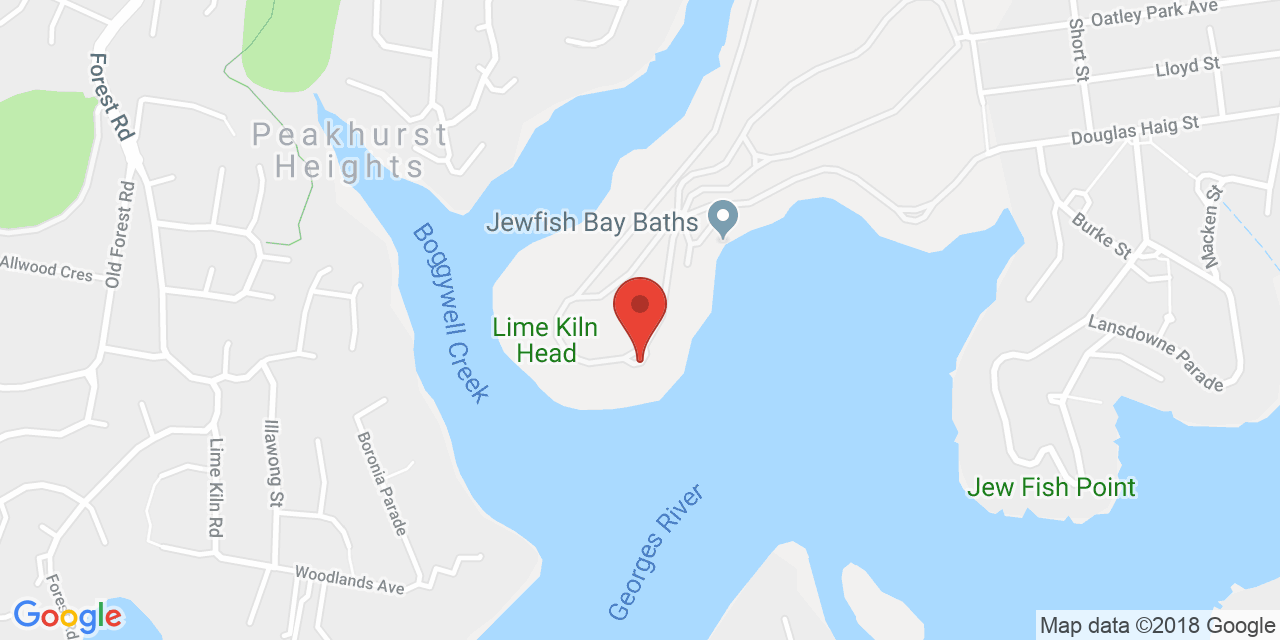 Oatley Park Ave
Short St
Lloyd St
Forest Rd
Douglas Haig St
Peakhurst
Heights
Old Forest Rd
Macken St
Jewfish Bay Baths
Burke St
Allwood Cres
Boggywell Creek
Lime Kiln
Head
Lansdowne Parade
Illawong St
Lime Kiln Rd
Boronia Parade
Jew Fish Point
Georges River
Woodlands Ave
Forest Rd
Google
Map data ©2018 Google